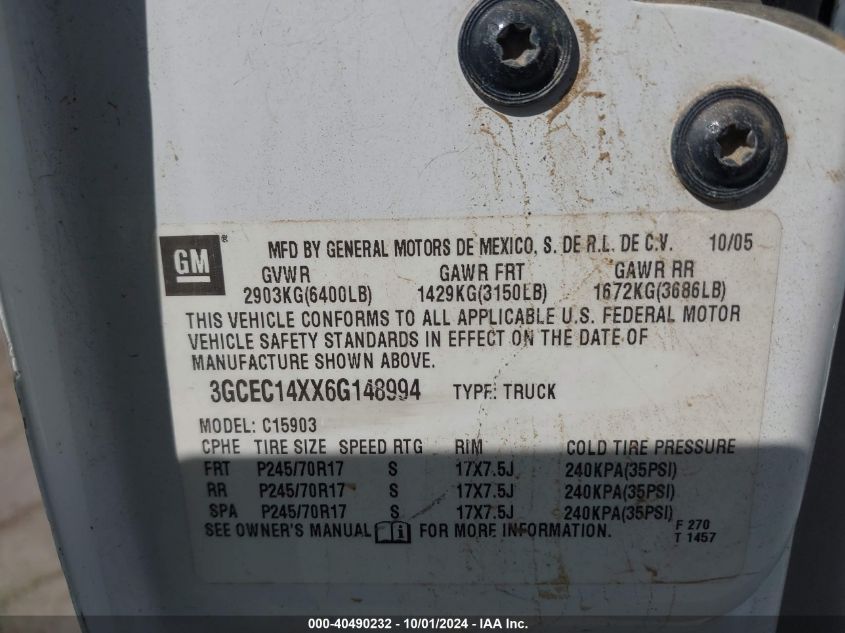 GM®
MFD BY GENERAL MOTORS DE MEXICO, S. DE R.L. DE C.V. 10/05
GVWR GAWR FRT GAWR RR
2903KG(6400LB) 1429KG(3150LB) 1672KG(3686LB)
THIS VEHICLE CONFORMS TO ALL APPLICABLE U.S. FEDERAL MOTOR
VEHICLE SAFETY STANDARDS IN EFFECT ON THE DATE OF
MANUFACTURE SHOWN ABOVE.
3GCEC14XX6G148994 TYPE: TRUCK
MODEL: C15903
CPHE TIRE SIZE SPEED RTG RIM COLD TIRE PRESSURE
FRT P245/70R17 S 17X7.5J 240KPA(35PSI)
RR P245/70R17 S 17X7.5J 240KPA(35PSI)
SPA P245/70R17 S 17X7.5J 240KPA(35PSI)
SEE OWNER'S MANUAL FOR MORE INFORMATION.
F 270
T 1457
000-40490232 - 10/01/2024 - IAA Inc.